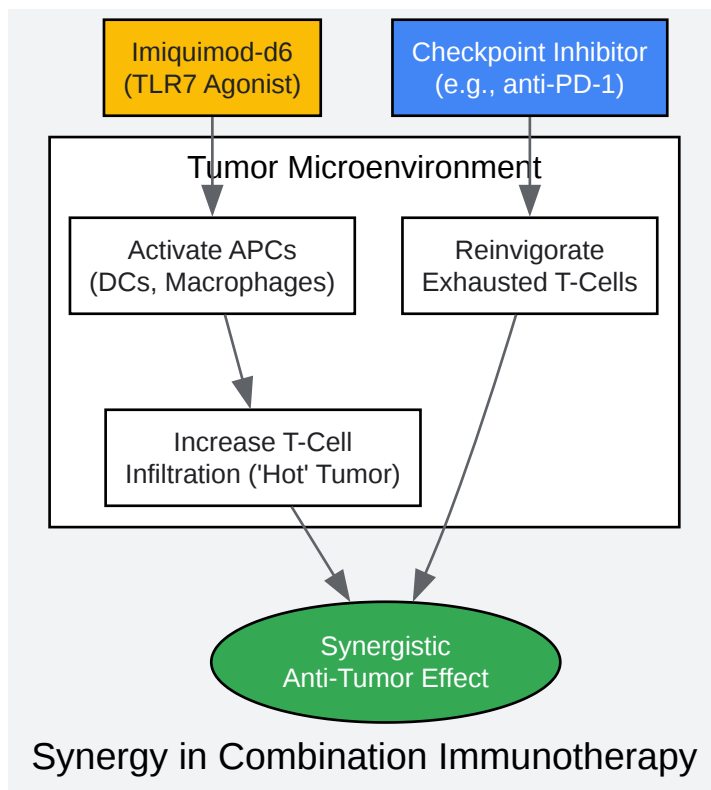 Imiquimod-d6
(TLR7 Agonist)
Checkpoint Inhibitor
(e.g., anti-PD-1)
Tumor Microenvironment
Activate APCs
(DCs, Macrophages)
Reinvigorate
Exhausted T-Cells
Increase T-Cell
Infiltration ('Hot' Tumor)
Synergistic
Anti-Tumor Effect
Synergy in Combination Immunotherapy